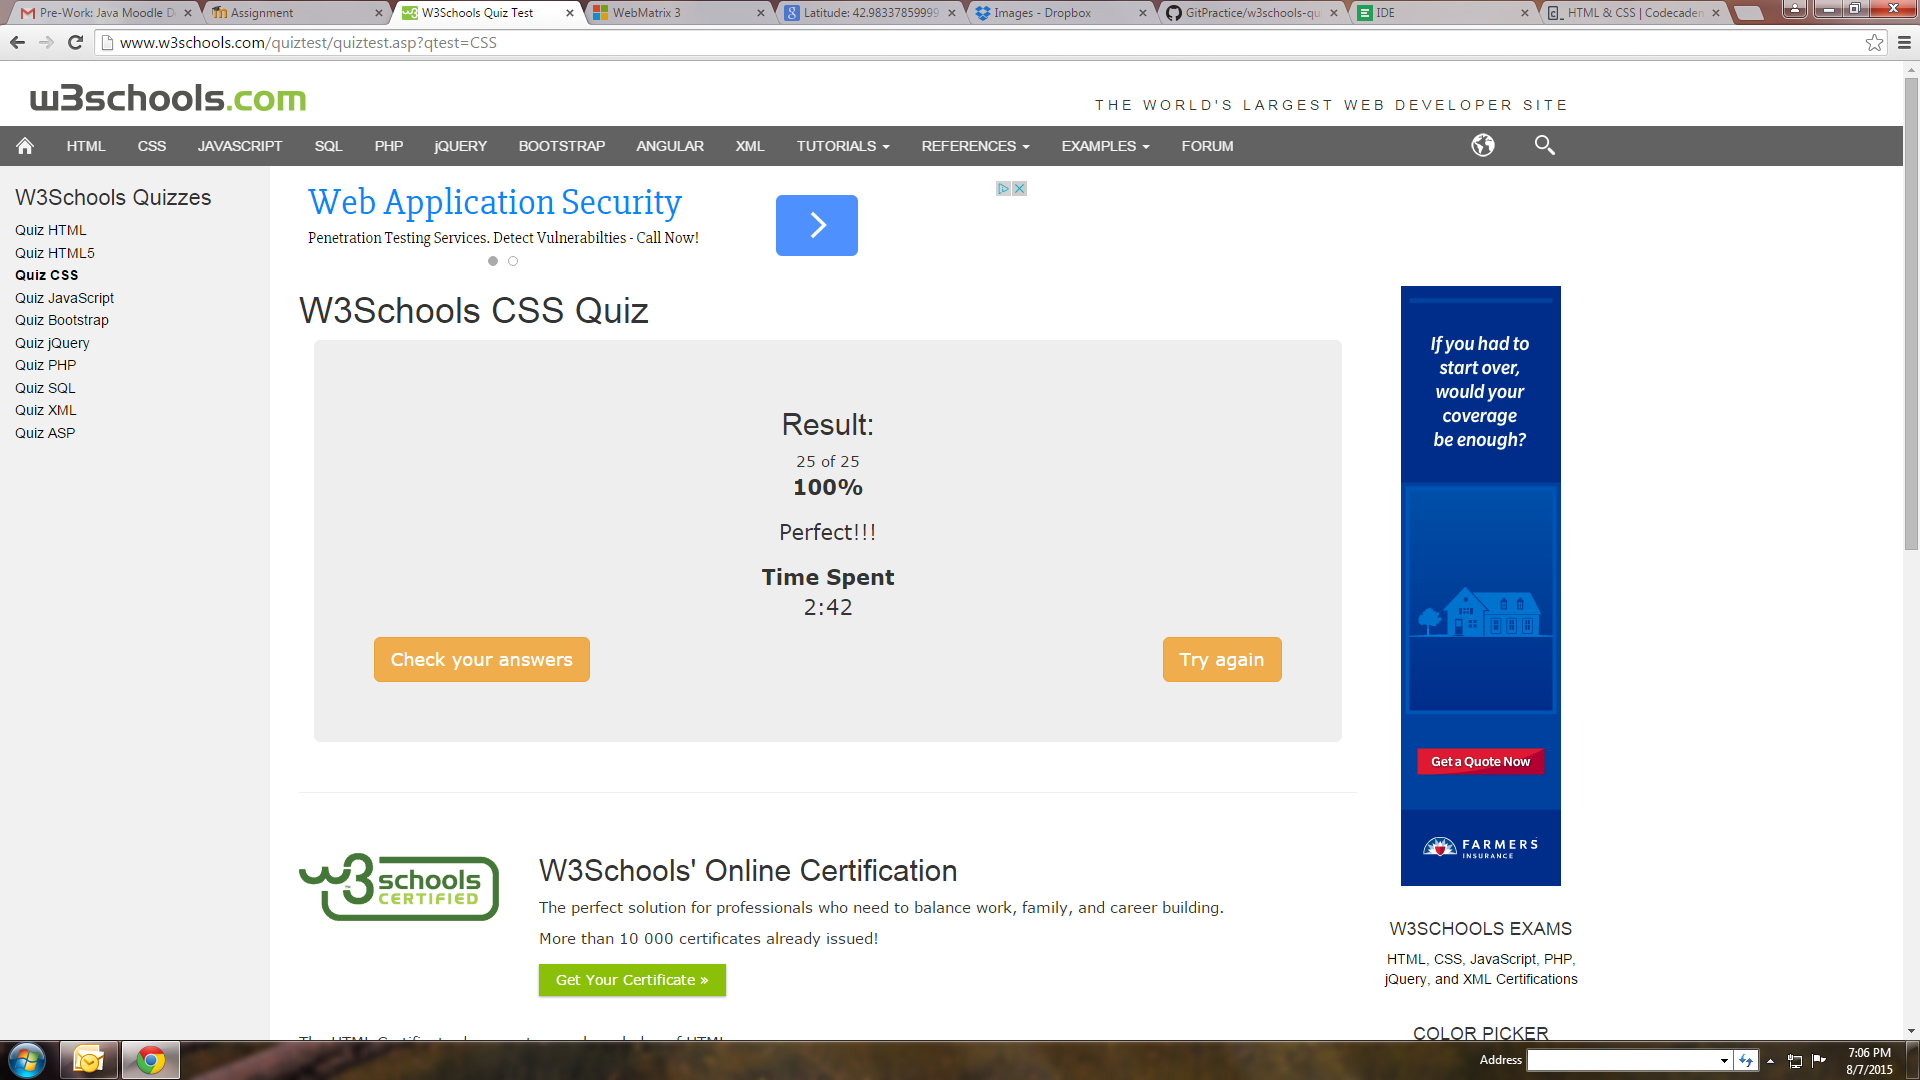 Pre-Work: Java Moodle D
Assignment
W3Schools Quiz Test
WebMatrix 3
Latitude: 42.98337859999
Images - Dropbox
GitPractice/w3schools-qu
IDE
HTML & CSS | Codecaden
www.w3schools.com/quiztest/quiztest.asp?qtest=CSS
w3schools.com
THE WORLD'S LARGEST WEB DEVELOPER SITE
HTML CSS JAVASCRIPT SQL PHP jQUERY BOOTSTRAP ANGULAR XML TUTORIALS REFERENCES EXAMPLES FORUM
W3Schools Quizzes
Quiz HTML
Quiz HTML5
Quiz CSS
Quiz JavaScript
Quiz Bootstrap
Quiz jQuery
Quiz PHP
Quiz SQL
Quiz XML
Quiz ASP
Web Application Security
Penetration Testing Services. Detect Vulnerabilties - Call Now!
W3Schools CSS Quiz
Result:
25 of 25
100%
Perfect!!!
Time Spent
2:42
Check your answers
Try again
If you had to
start over,
would your
coverage
be enough?
Get a Quote Now
FARMERS
INSURANCE
w3schools
CERTIFIED
W3Schools' Online Certification
The perfect solution for professionals who need to balance work, family, and career building.
More than 10 000 certificates already issued!
Get Your Certificate »
W3SCHOOLS EXAMS
HTML, CSS, JavaScript, PHP,
jQuery, and XML Certifications
COLOR PICKER
Address
7:06 PM
8/7/2015